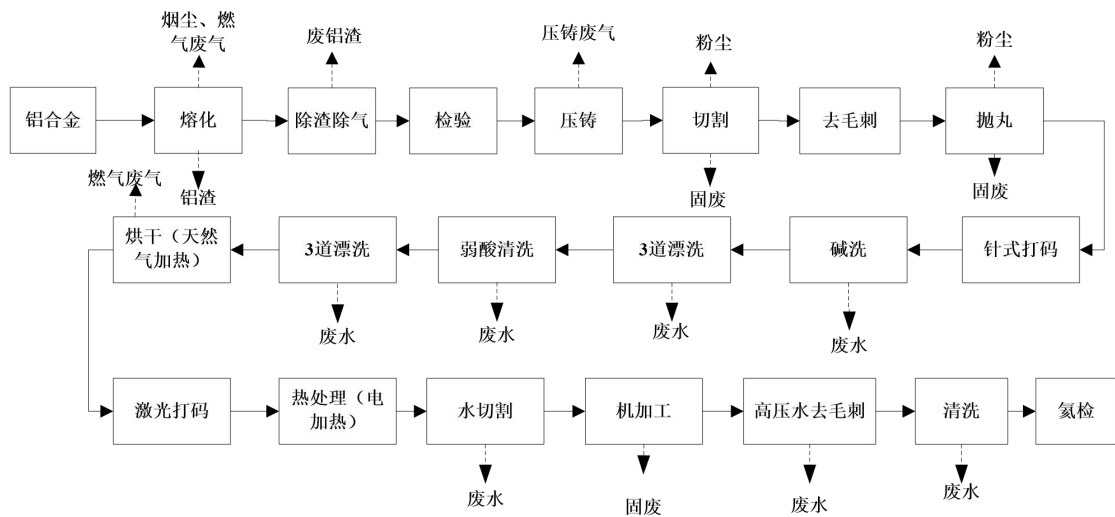 烟尘、燃
气废气
废铝渣
压铸废气
粉尘
粉尘
铝合金
熔化
除渣除气
检验
压铸
切割
去毛刺
抛丸
燃气废气
铝渣
固废
固废
烘干（天然
气加热）
3道漂洗
弱酸清洗
3道漂洗
碱洗
针式打码
废水
废水
废水
废水
激光打码
热处理（电
加热）
水切割
机加工
高压水去毛刺
清洗
氦检
废水
固废
废水
废水